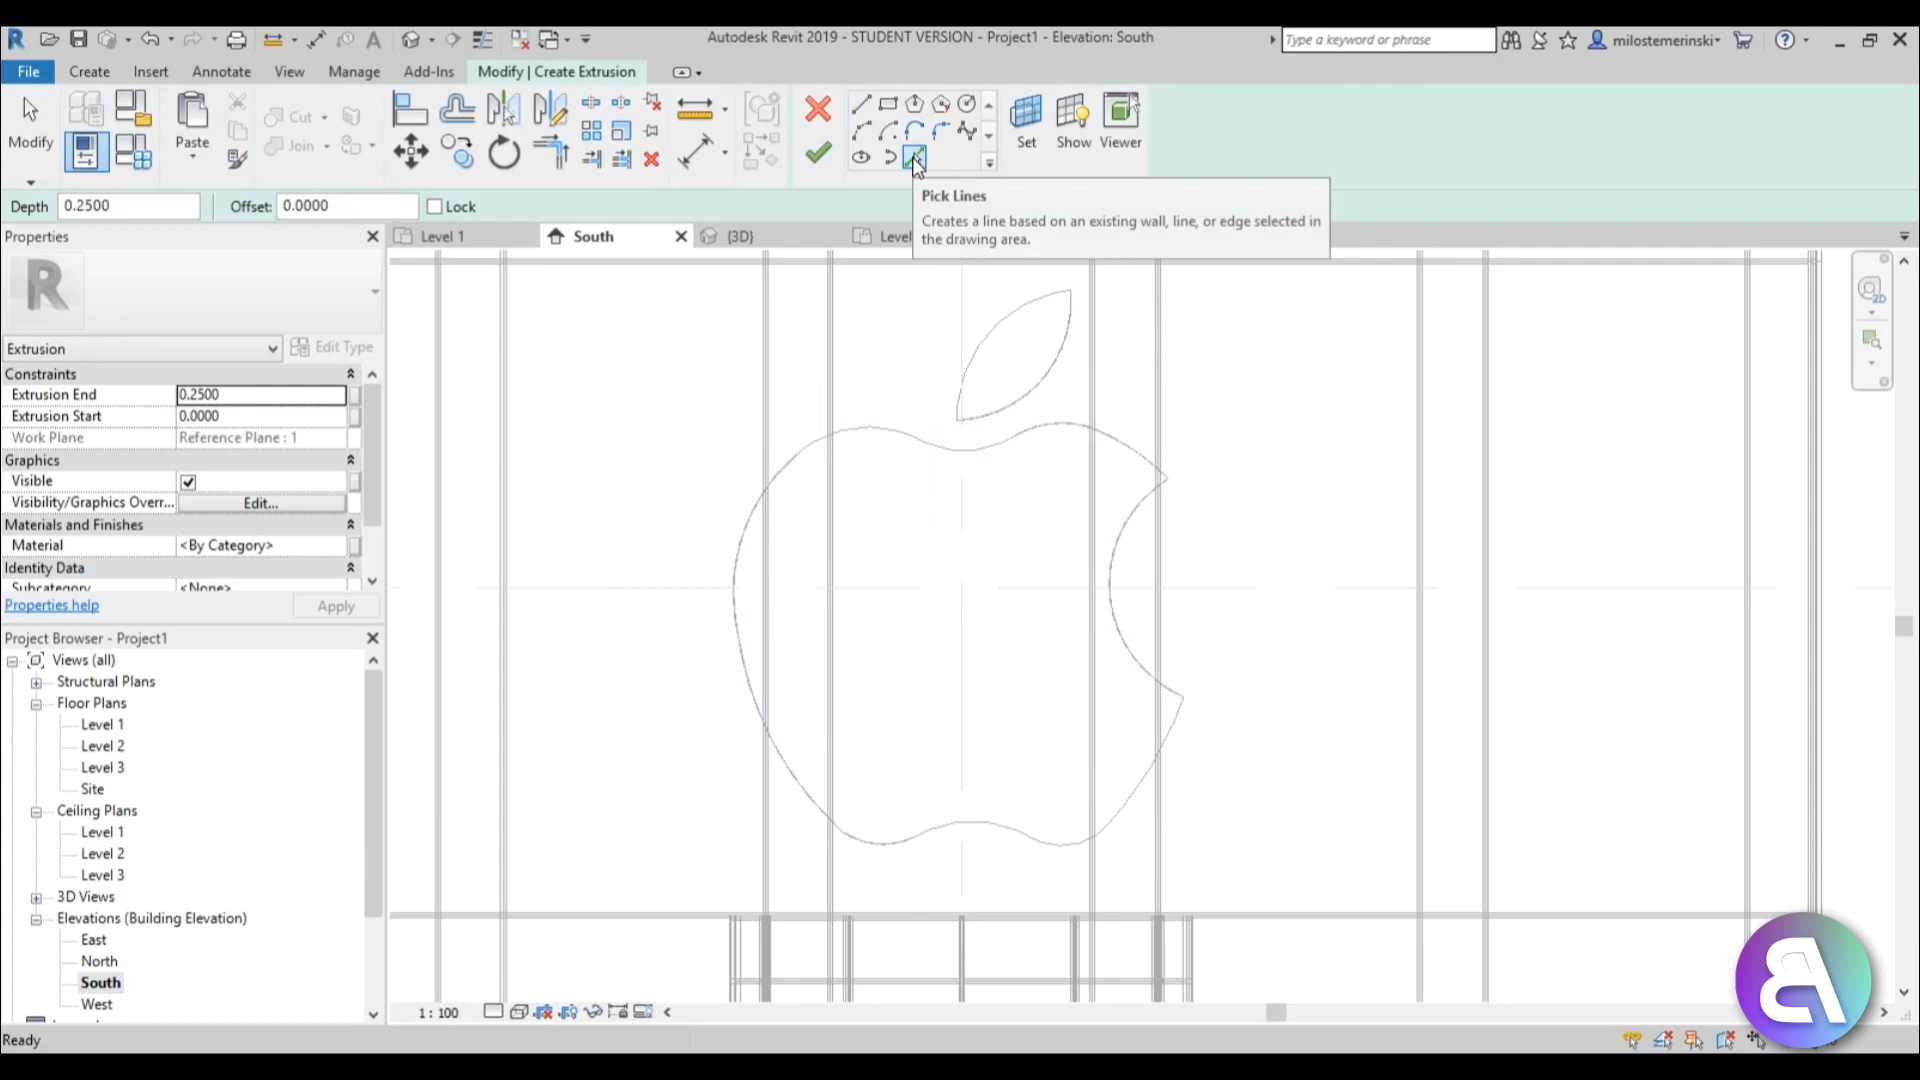 Autodesk Revit 2019 - STUDENT VERSION - Project1 - Elevation: South
Type a keyword or phrase
milostemerinski
File Create Insert Annotate View Manage Add-Ins Modify | Create Extrusion
Modify
Paste
Cut
Join
Set Show Viewer
Depth 0.2500 Offset: 0.0000 Lock
Pick Lines
Creates a line based on an existing wall, line, or edge selected in
the drawing area.
Properties
Level 1 South {3D} Level
R
Extrusion Edit Type
Constraints
Extrusion End 0.2500
Extrusion Start 0.0000
Work Plane Reference Plane : 1
Graphics
Visible
Visibility/Graphics Overr... Edit...
Materials and Finishes
Material <By Category>
Identity Data
Subcategory <None>
Properties help Apply
Project Browser - Project1
Views (all)
Structural Plans
Floor Plans
Level 1
Level 2
Level 3
Site
Ceiling Plans
Level 1
Level 2
Level 3
3D Views
Elevations (Building Elevation)
East
North
South
West
1 : 100
2D
Ready